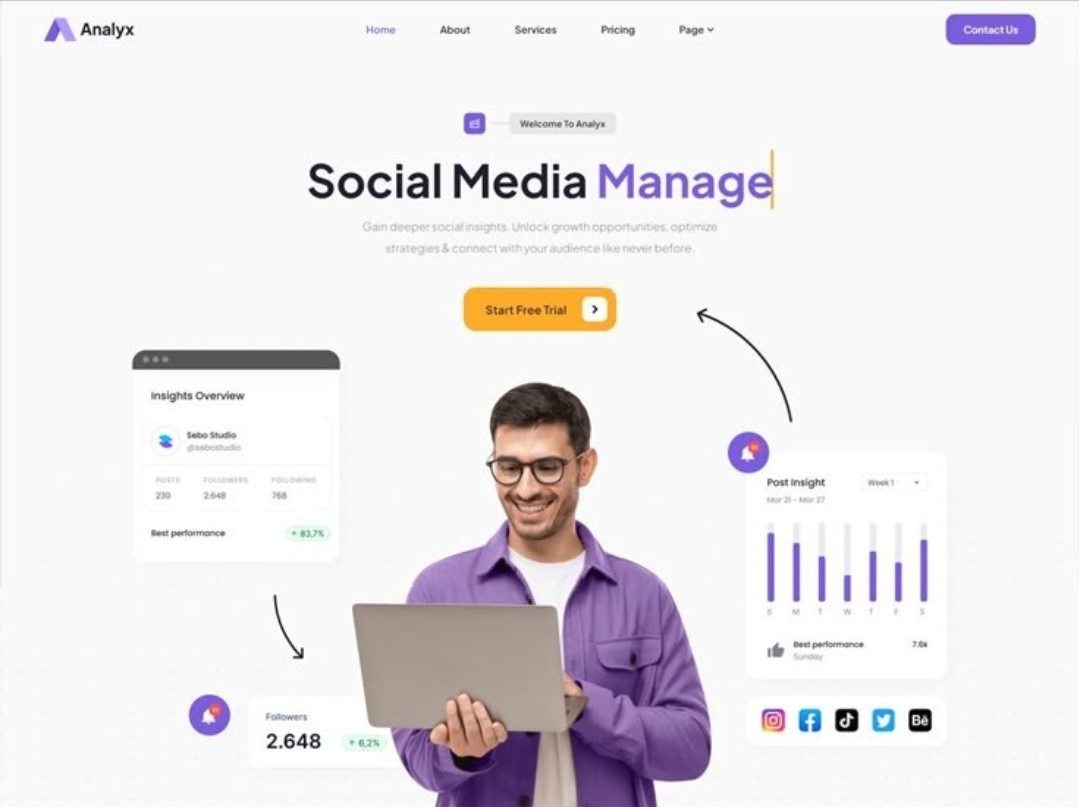 Analyx
Home About Services Pricing Page
Contact Us
Welcome To Analyx
Social Media Manage
Gain deeper social insights. Unlock growth opportunities, optimize
strategies & connect with your audience like never before.
Start Free Trial
Insights Overview
Sebo Studio
@sebostudio
POSTS FOLLOWERS FOLLOWING
230 2.648 768
Best performance ↑ 83,7%
Followers
2.648 ↑ 6,2%
Post Insight Week 1
Mar 21 - Mar 27
S M T W T F S
Best performance 7.6k
Sunday
Bē